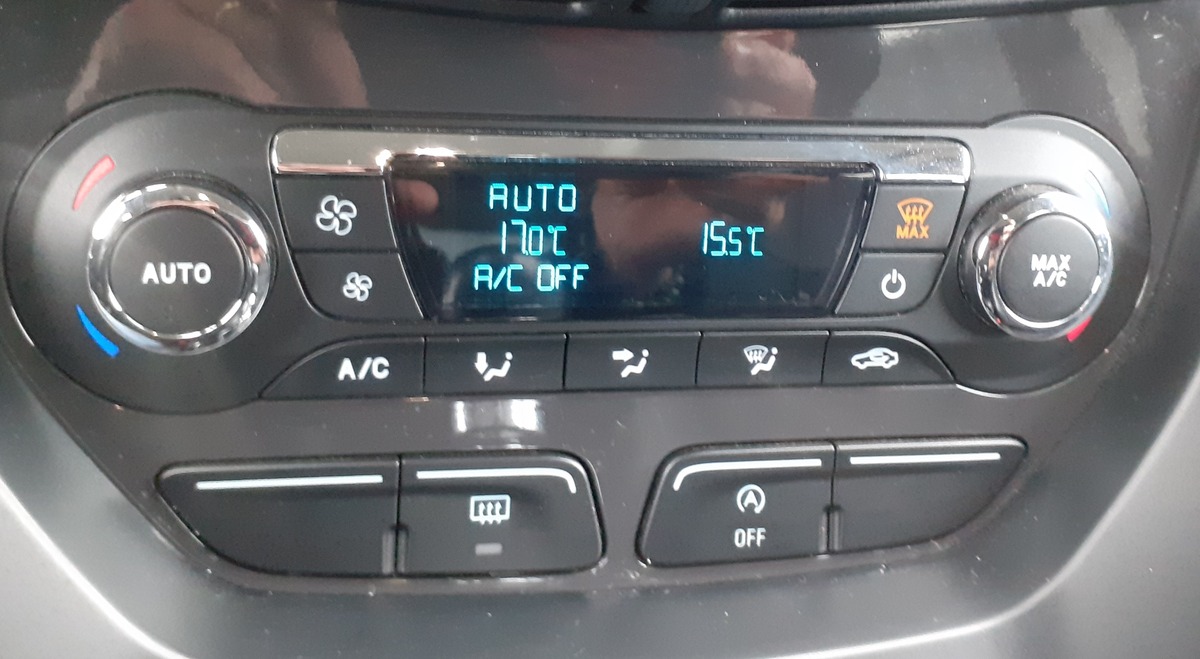 AUTO
AUTO
17.0°C 15.5°C
A/C OFF
MAX
MAX
A/C
A/C
A
OFF